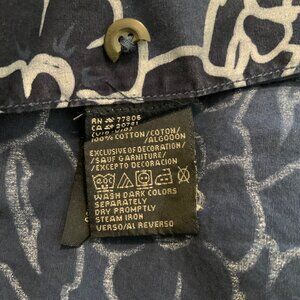 RN 77806
CA
100% COTTON/COTON/
ALGODON
EXCLUSIVE OF DECORATION/
SAUF GARNITURE/
EXCEPTO DECORACION
WASH DARK COLORS
SEPARATELY
DRY PROMPTLY
STEAM IRON
VERSO/AL REVERSO